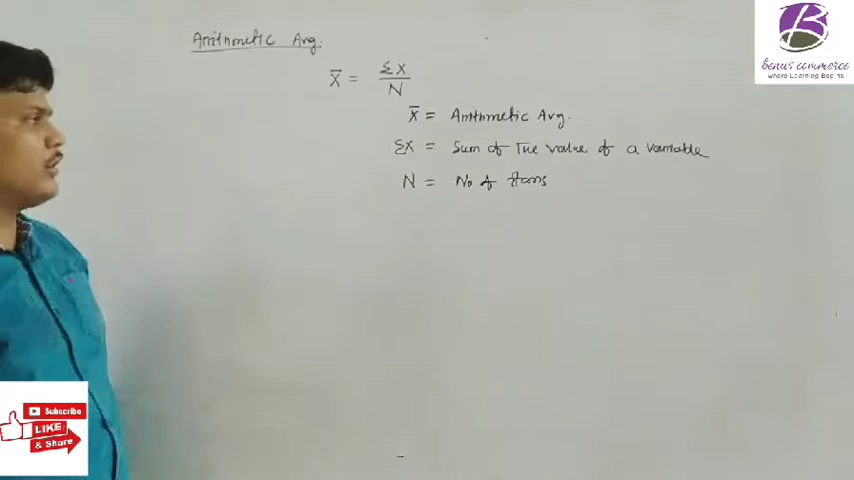 Arithmetic Avg.
X̄ = ΣX / N
X̄ = Arithmetic Avg.
ΣX = Sum of The value of a variable
N = No of items
B
benus commerce
~where Learning Begins~
Subscribe
LIKE
& Share